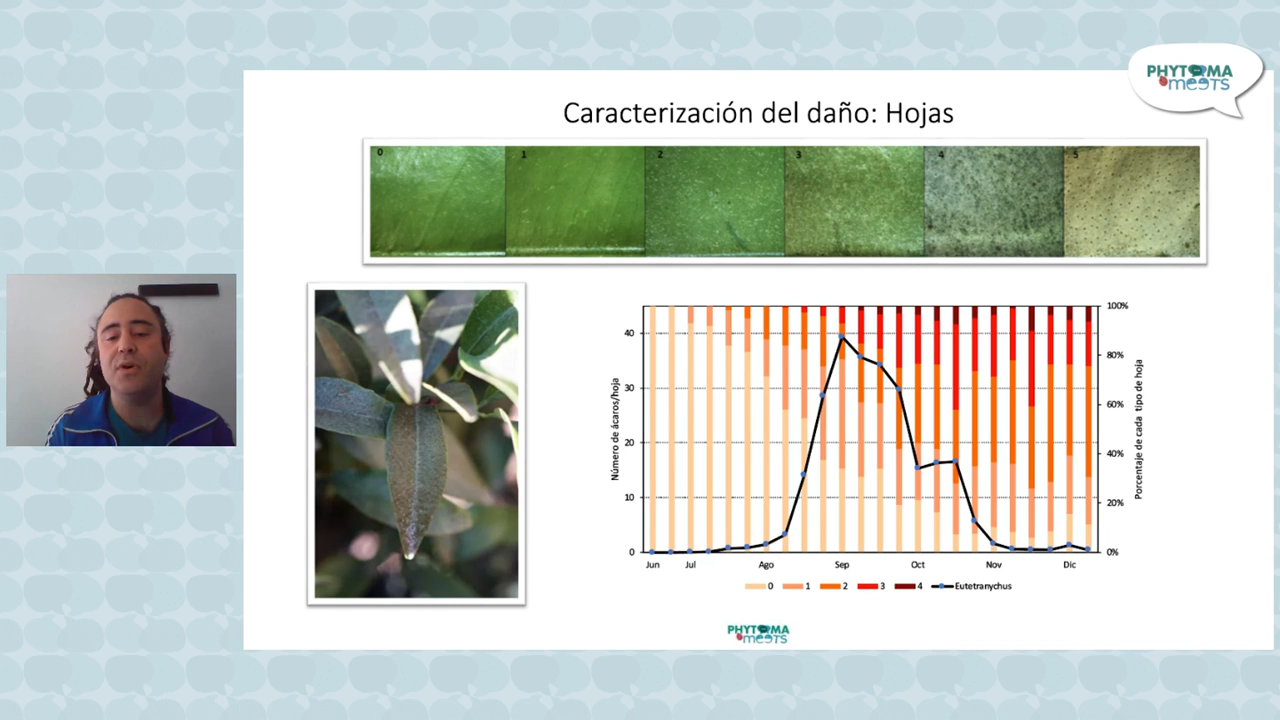 PHYTOMA
meets
Caracterización del daño: Hojas
0 1 2 3 4 5
100%
80%
60%
40%
20%
0%
40
30
20
10
0
Número de ácaros/hoja
Porcentaje de cada tipo de hoja
Jun Jul Ago Sep Oct Nov Dic
0 1 2 3 4 Eutetranychus
PHYTOMA
meets